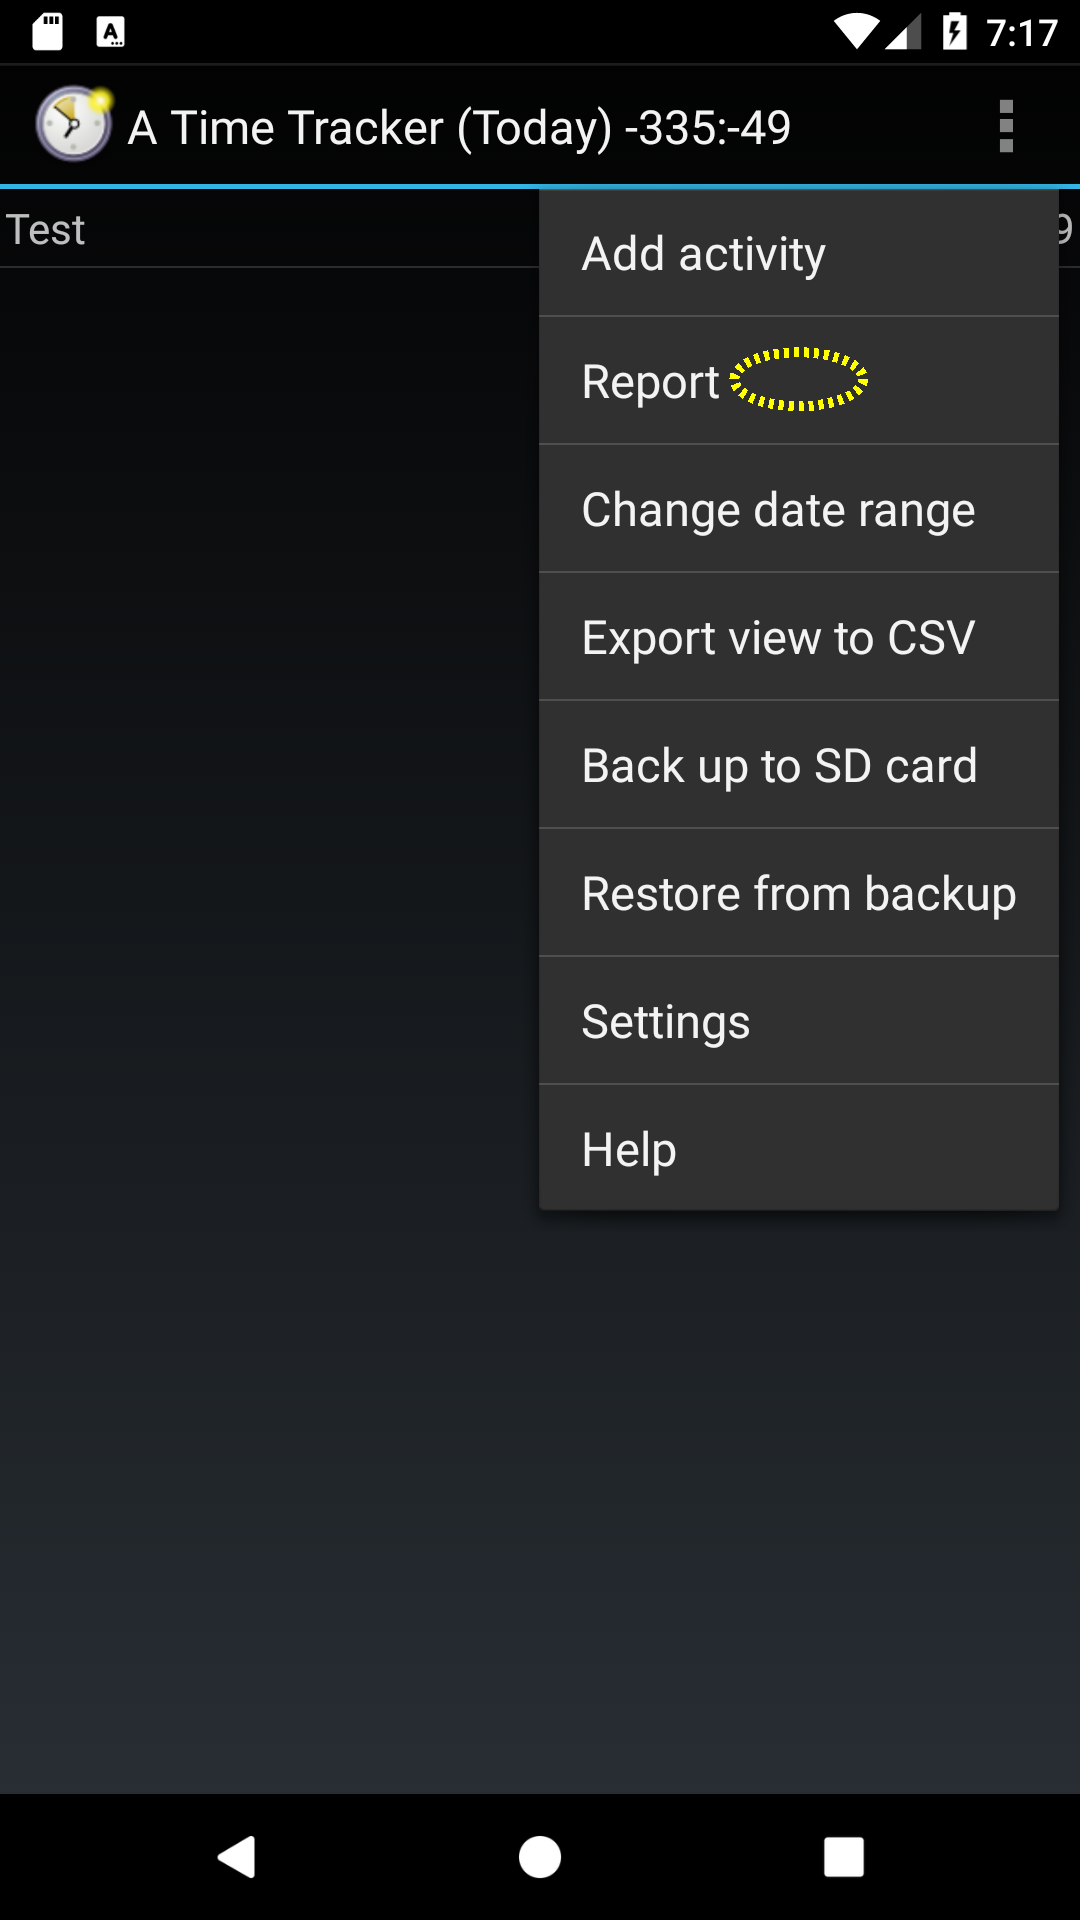 7:17
A Time Tracker (Today) -335:-49
Test
9
Add activity
Report
Change date range
Export view to CSV
Back up to SD card
Restore from backup
Settings
Help